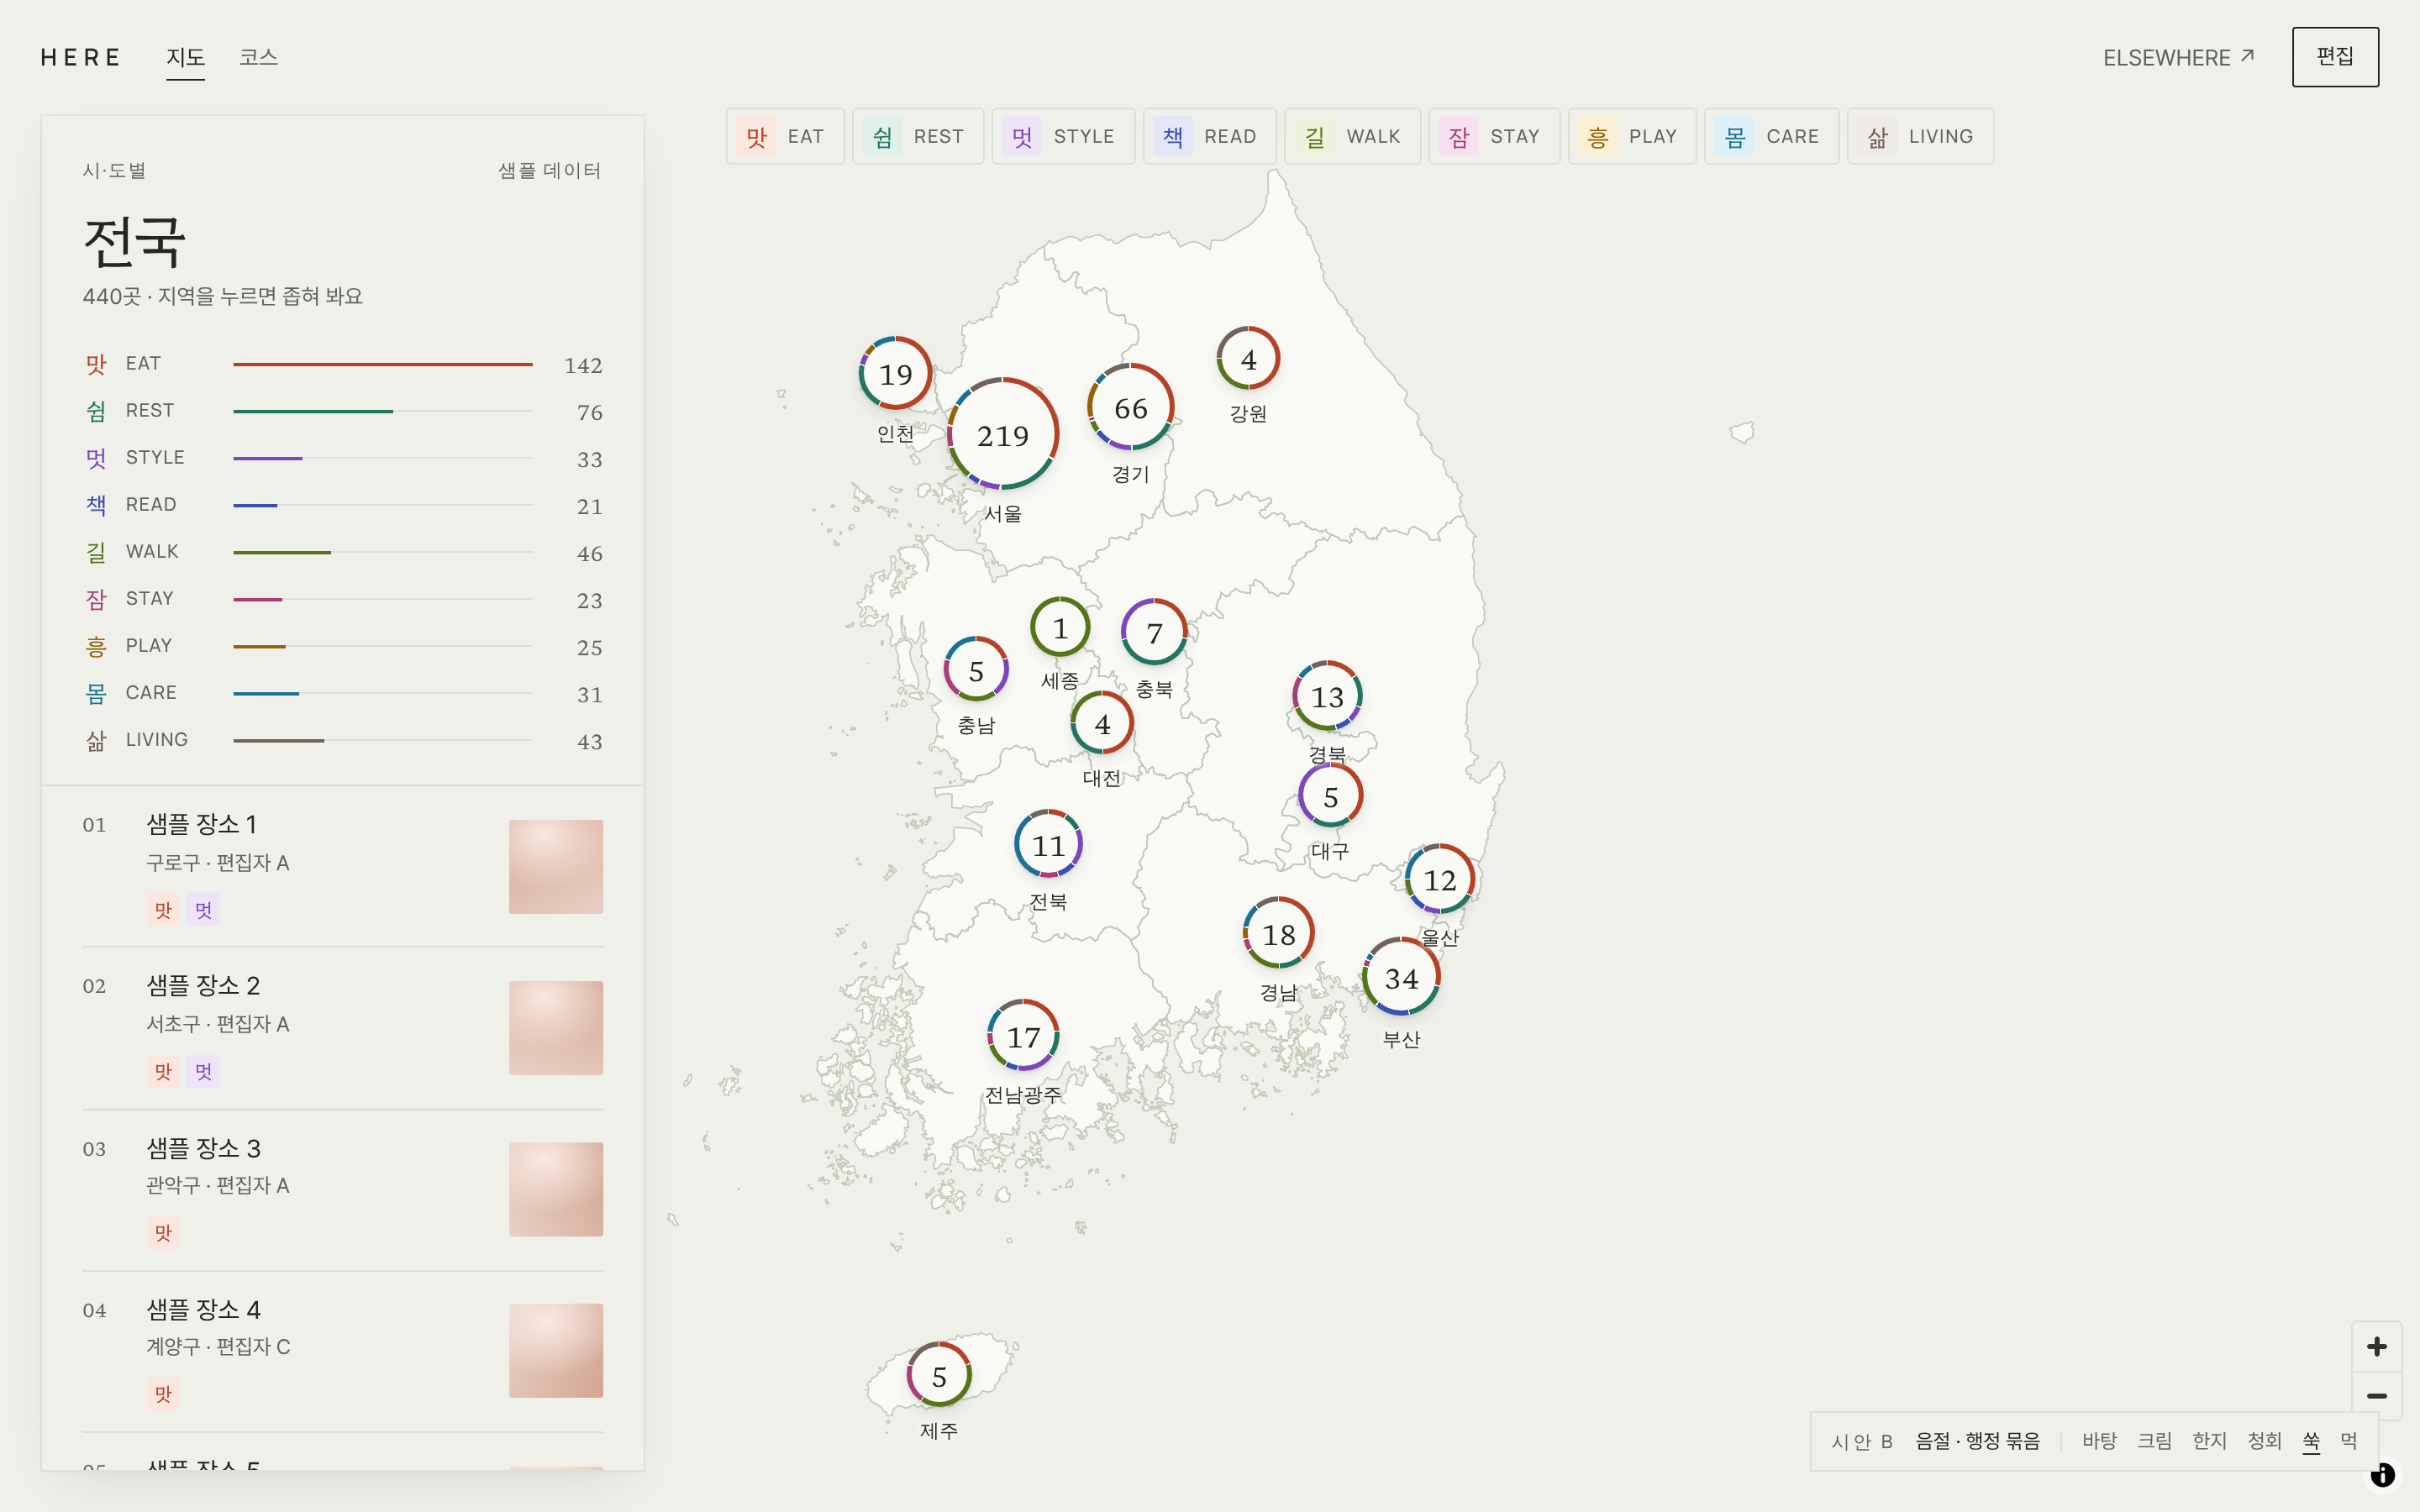 HERE 지도 코스 ELSEWHERE ↗ 편집
맛 EAT 쉼 REST 멋 STYLE 책 READ 길 WALK 잠 STAY 흥 PLAY 몸 CARE 삶 LIVING
시·도별 샘플 데이터
전국
440곳 · 지역을 누르면 좁혀 봐요
맛 EAT 142
쉼 REST 76
멋 STYLE 33
책 READ 21
길 WALK 46
잠 STAY 23
흥 PLAY 25
몸 CARE 31
삶 LIVING 43
01 샘플 장소 1
구로구 · 편집자 A
맛 멋
02 샘플 장소 2
서초구 · 편집자 A
맛 멋
03 샘플 장소 3
관악구 · 편집자 A
맛
04 샘플 장소 4
계양구 · 편집자 C
맛
05 샘플 장소 5
19
인천
219
서울
66
경기
4
강원
1
세종
7
충북
5
충남
4
대전
13
경북
5
대구
11
전북
12
울산
18
경남
34
부산
17
전남광주
5
제주
+
−
시안 B 음절 · 행정 묶음 바탕 크림 한지 청회 쑥 먹